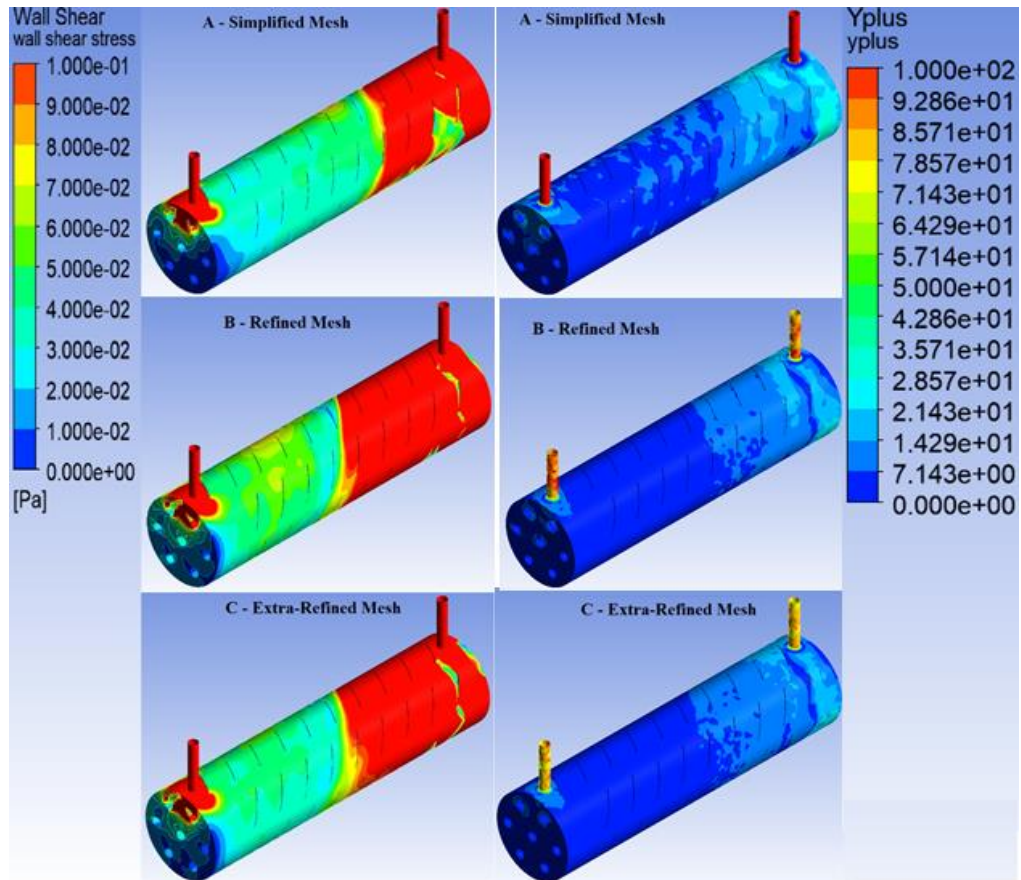 Wall Shear
wall shear stress
1.000e-01
9.000e-02
8.000e-02
7.000e-02
6.000e-02
5.000e-02
4.000e-02
3.000e-02
2.000e-02
1.000e-02
0.000e+00
[Pa]
A - Simplified Mesh
A - Simplified Mesh
B - Refined Mesh
B - Refined Mesh
C - Extra-Refined Mesh
C - Extra-Refined Mesh
Yplus
yplus
1.000e+02
9.286e+01
8.571e+01
7.857e+01
7.143e+01
6.429e+01
5.714e+01
5.000e+01
4.286e+01
3.571e+01
2.857e+01
2.143e+01
1.429e+01
7.143e+00
0.000e+00